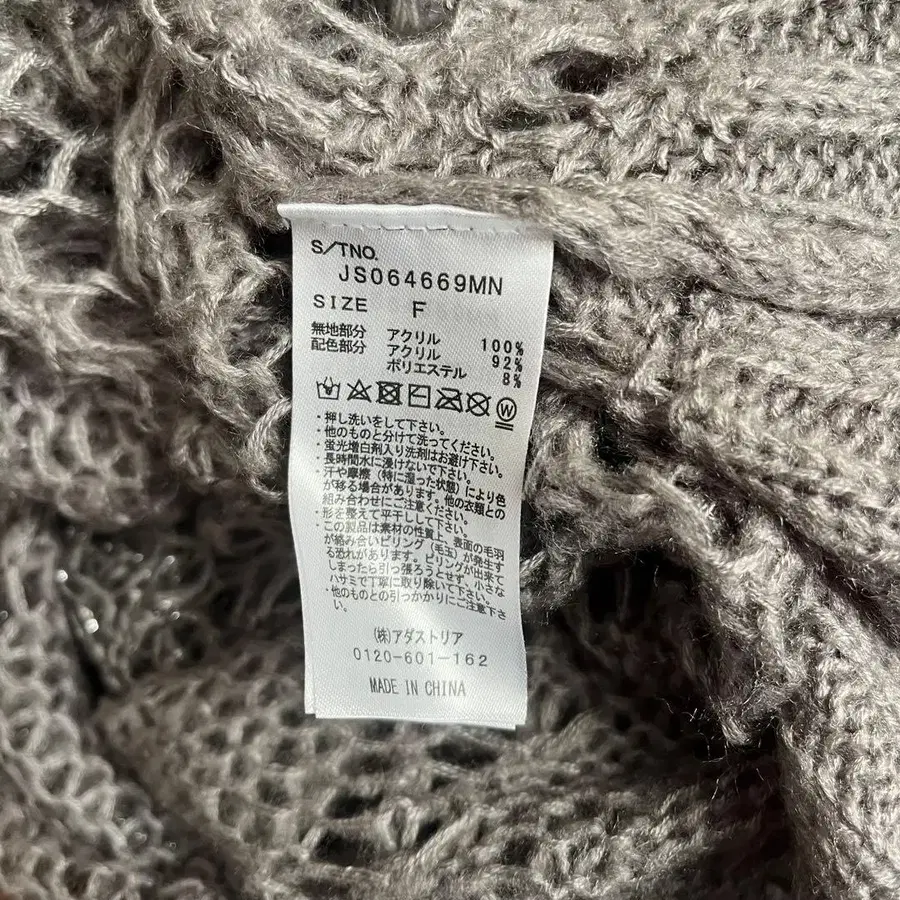 S/TNO.
JS064669MN
SIZE F
無地部分 アクリル 100%
配色部分 アクリル 92%
ポリエステル 8%
・押し洗いをして下さい。
・他のものと分けて洗ってください。
・蛍光増白剤入り洗剤はお避け下さい。
・長時間水に浸けないで下さい。
・汗や摩擦（特に湿った状態）により色
が移る場合があります。他の衣類との
組み合わせにご注意ください。
・形を整えて平干しして下さい。
・この製品は素材の性質上、表面の毛羽
が絡み合いピリング（毛玉）が発生す
る恐れがあります。ピリングが出来て
しまったら引っ張ろうとせず、小さな
ハサミで丁寧に取り除いて下さい。
・他のものとの引っかかりにご注意下さ
い。
(株)アダストリア
0120-601-162
MADE IN CHINA